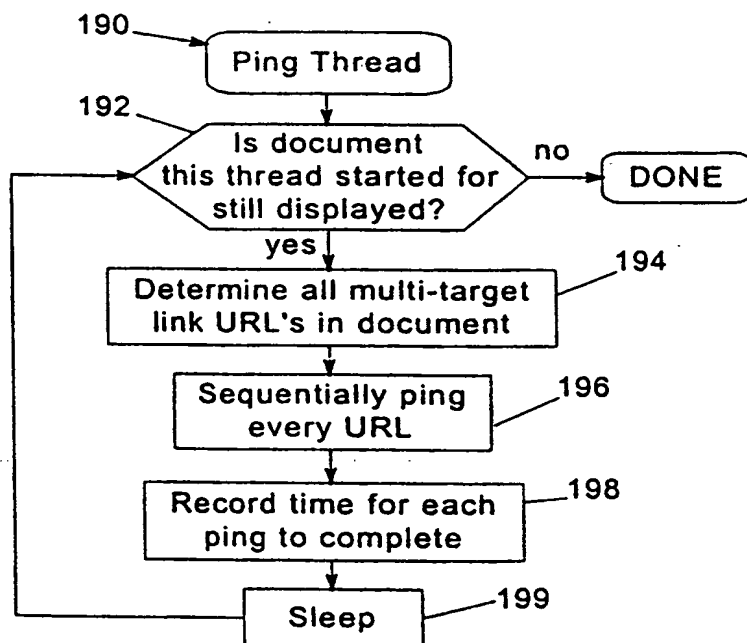 190
Ping Thread
192
Is document
this thread started for
still displayed?
no
DONE
yes
194
Determine all multi-target
link URL's in document
196
Sequentially ping
every URL
198
Record time for each
ping to complete
199
Sleep